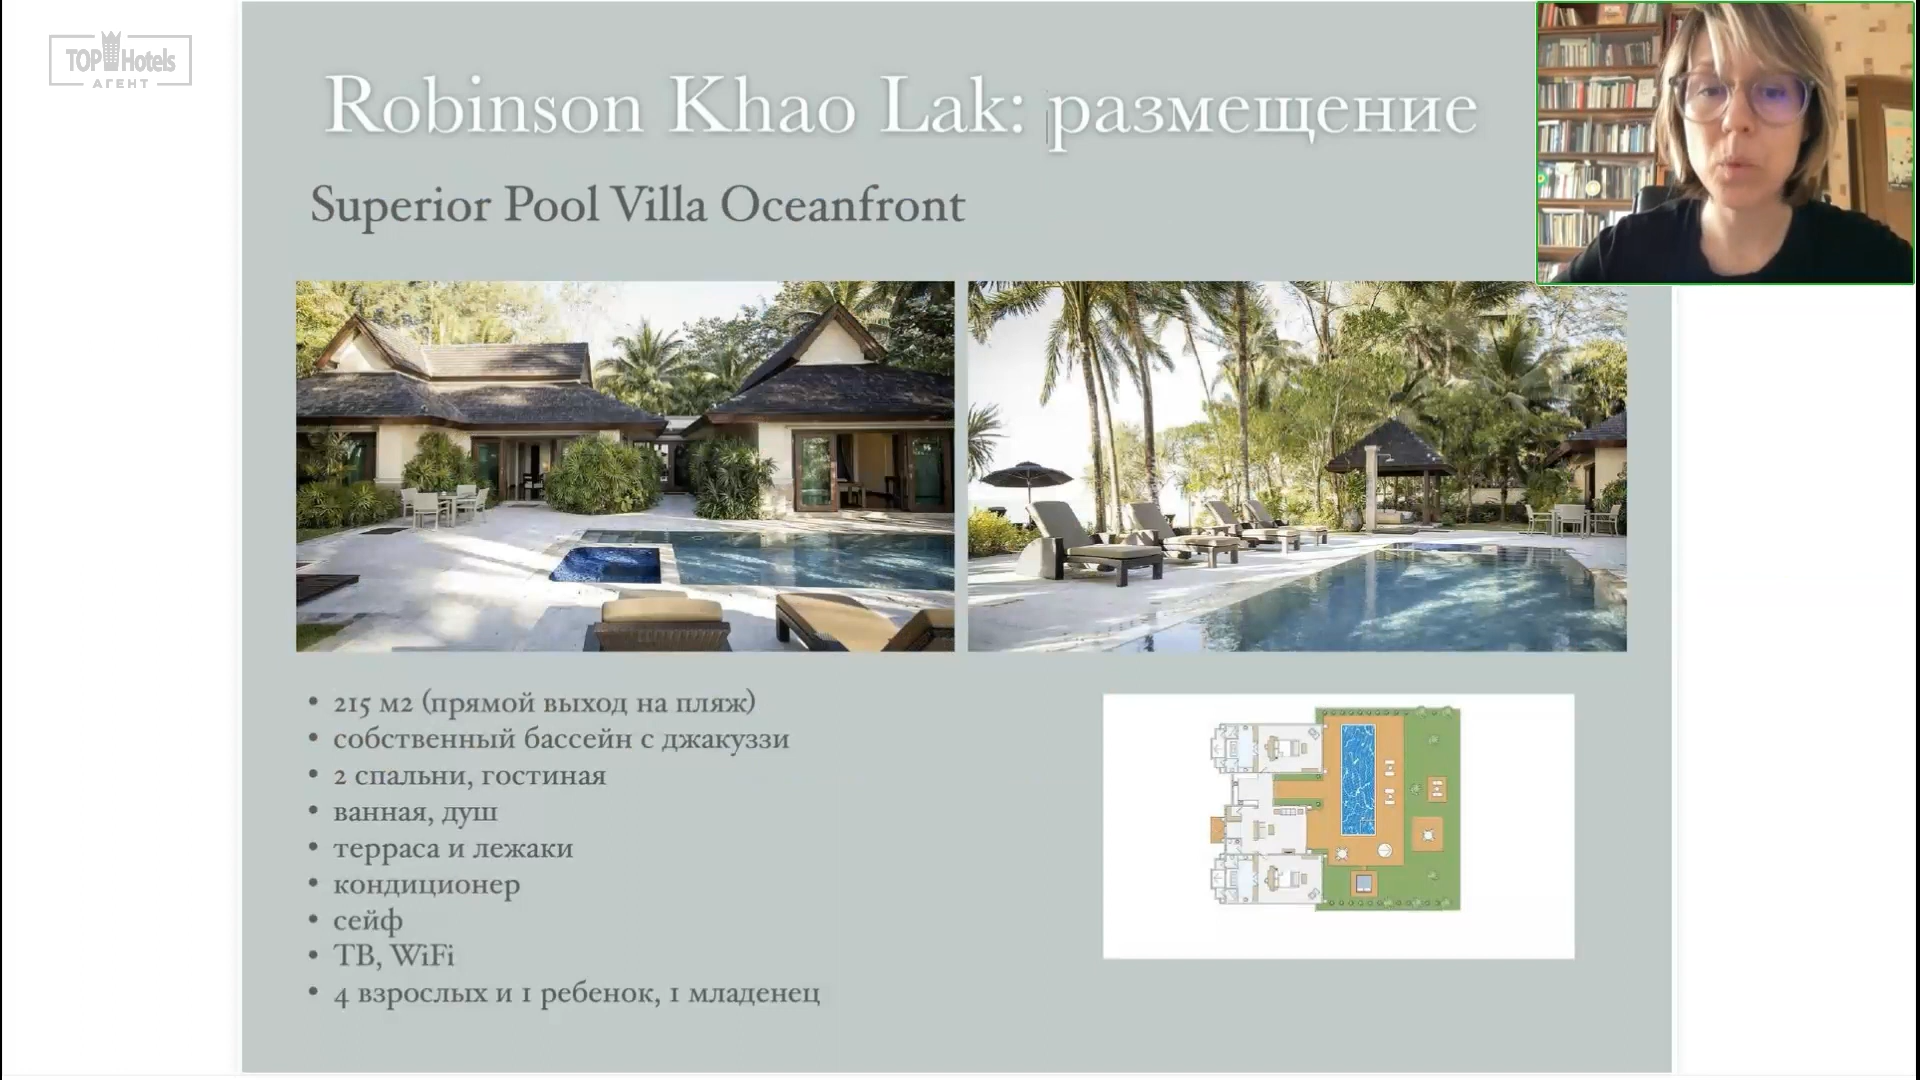 TOP Hotels
АГЕНТ
Robinson Khao Lak: размещение
Superior Pool Villa Oceanfront
• 215 м2 (прямой выход на пляж)
• собственный бассейн с джакуззи
• 2 спальни, гостиная
• ванная, душ
• терраса и лежаки
• кондиционер
• сейф
• ТВ, WiFi
• 4 взрослых и 1 ребенок, 1 младенец